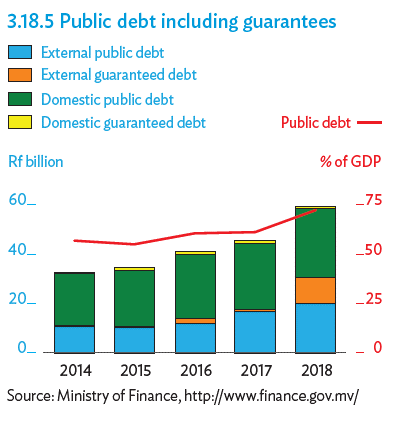 3.18.5 Public debt including guarantees
External public debt
External guaranteed debt
Domestic public debt
Domestic guaranteed debt
Public debt
Rf billion
% of GDP
60
75
40
50
20
25
0
0
2014 2015 2016 2017 2018
Source: Ministry of Finance, http://www.finance.gov.mv/